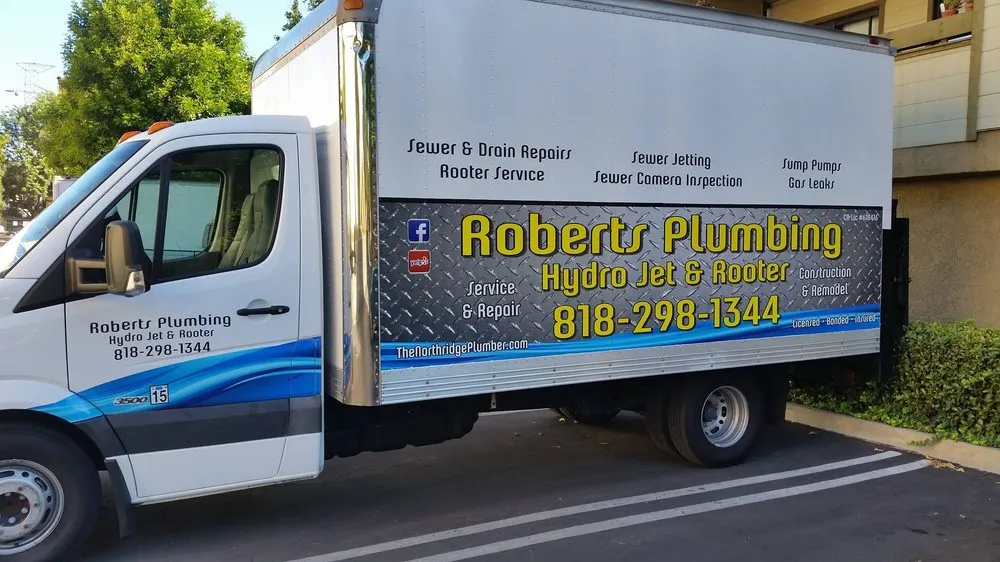 Sewer & Drain Repairs
Rooter Service
Sewer Jetting
Sewer Camera Inspection
Sump Pumps
Gas Leaks
f
Roberts Plumbing
Hydro Jet & Rooter
818-298-1344
Service
& Repair
Construction
& Remodel
Licensed - Bonded - Insured
TheNorthridgePlumber.com
Roberts Plumbing
Hydro Jet & Rooter
818-298-1344
3500
15